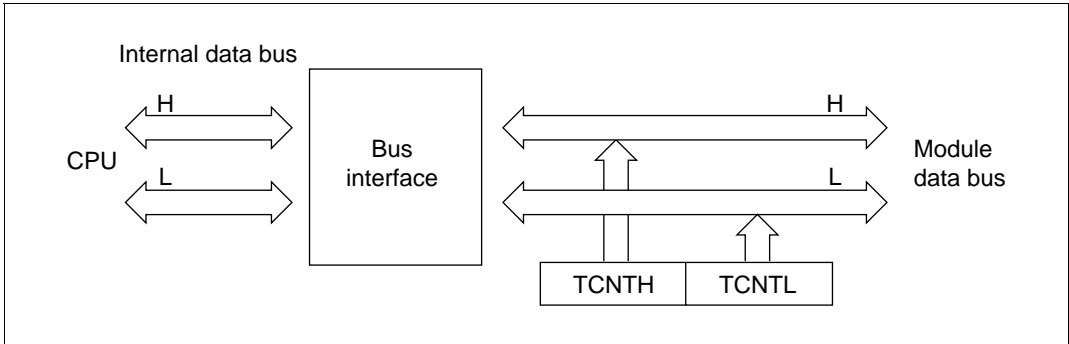 Internal data bus
H
H
CPU
Bus
interface
Module
data bus
L
L
TCNTH
TCNTL